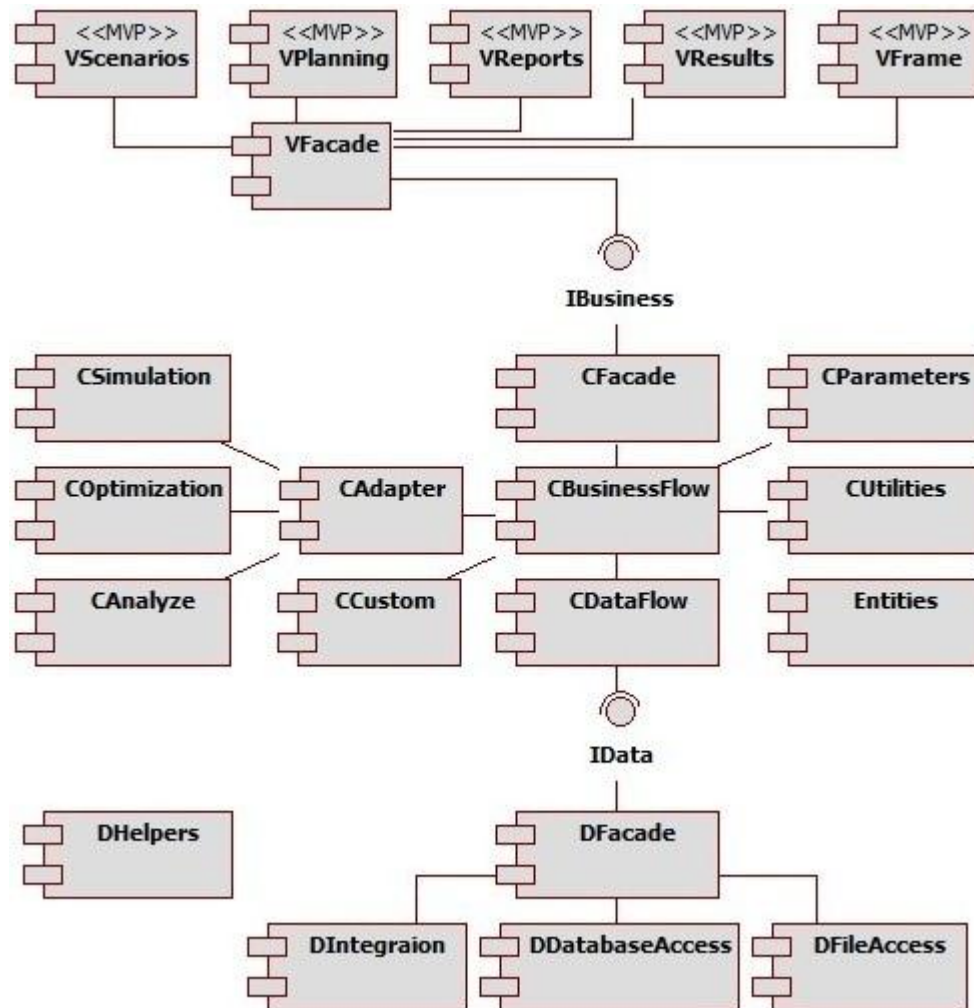 <<MVP>> <<MVP>> <<MVP>> <<MVP>> <<MVP>>
VScenarios VPlanning VReports VResults VFrame
VFacade
IBusiness
CSimulation CFacade CParameters
COptimization CAdapter CBusinessFlow CUtilities
CAnalyze CCustom CDataFlow Entities
IData
DHelpers DFacade
DIntegraion DDatabaseAccess DFileAccess